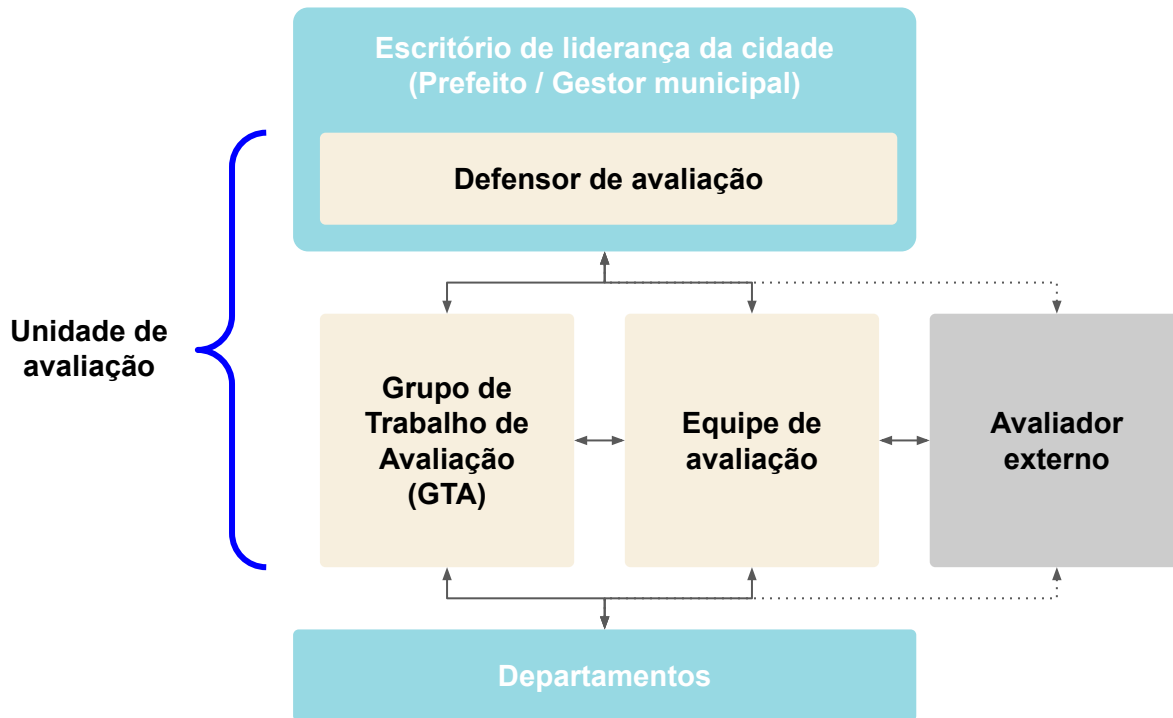 Escritório de liderança da cidade
(Prefeito / Gestor municipal)
Defensor de avaliação
Unidade de
avaliação
Grupo de
Trabalho de
Avaliação
(GTA)
Equipe de
avaliação
Avaliador
externo
Departamentos